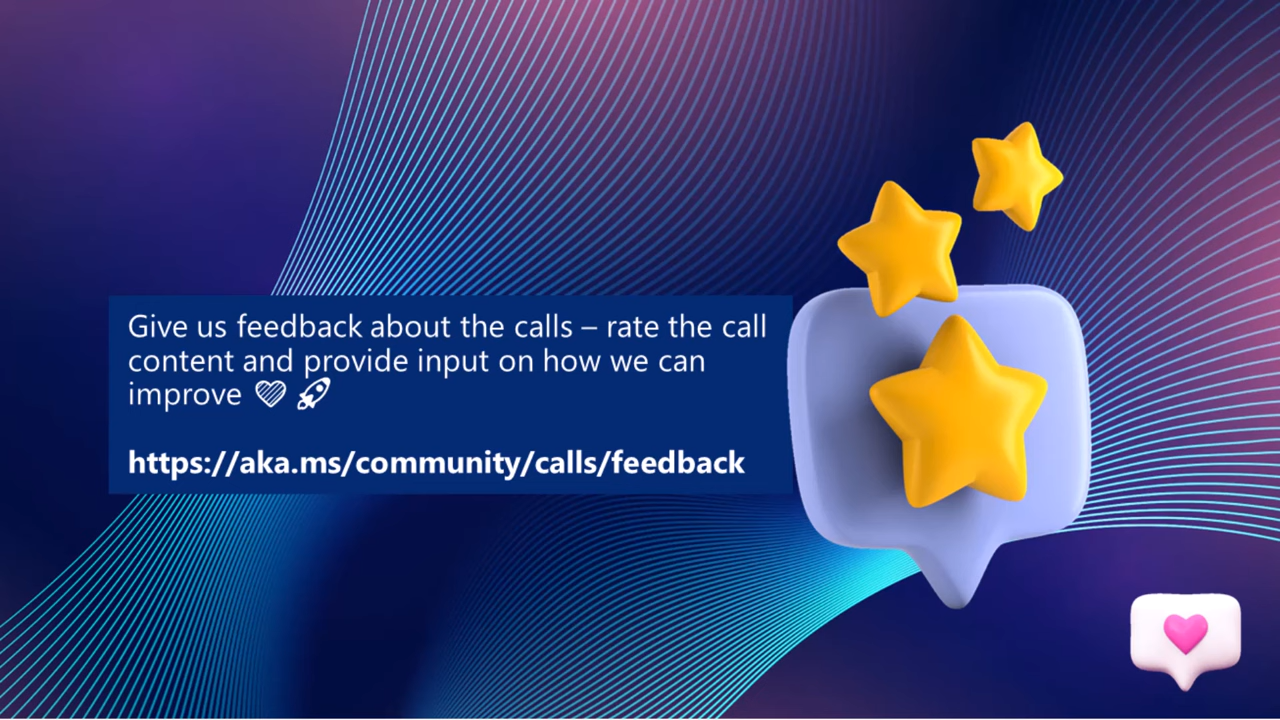 Give us feedback about the calls – rate the call
content and provide input on how we can
improve 💙 🚀
https://aka.ms/community/calls/feedback